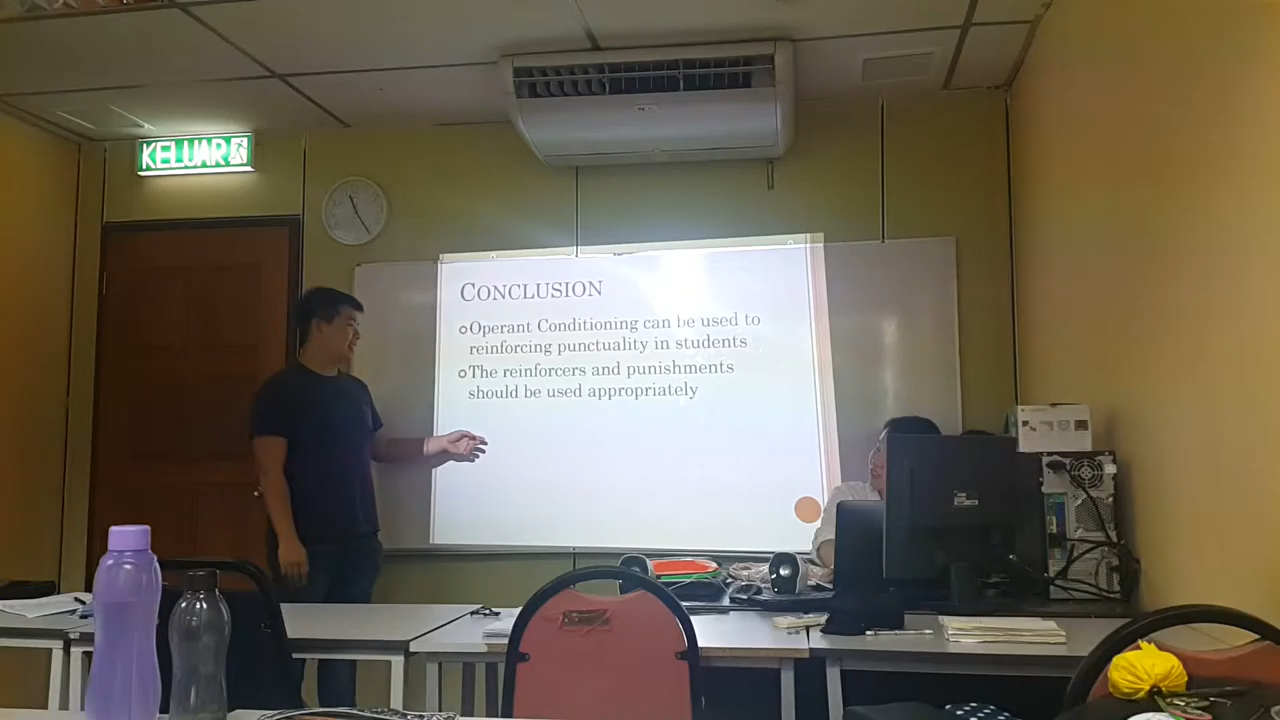 KELUAR
CONCLUSION
Operant Conditioning can be used to
reinforcing punctuality in students
The reinforcers and punishments
should be used appropriately